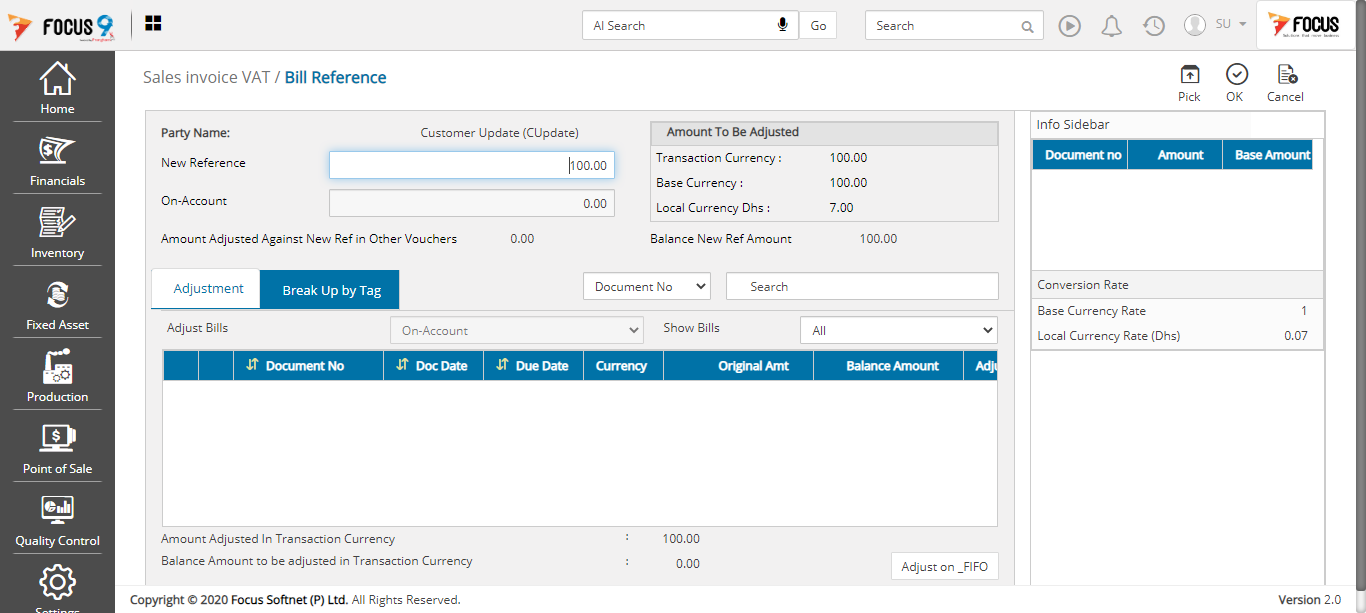 FOCUS 9
AI Search
Go
Search
SU
FOCUS
Home
Financials
Inventory
Fixed Asset
Production
Point of Sale
Quality Control
Settings
Sales invoice VAT / Bill Reference
Pick
OK
Cancel
Party Name:
Customer Update (CUpdate)
New Reference
100.00
On-Account
0.00
Amount Adjusted Against New Ref in Other Vouchers
0.00
Amount To Be Adjusted
Transaction Currency :
100.00
Base Currency :
100.00
Local Currency Dhs :
7.00
Balance New Ref Amount
100.00
Adjustment
Break Up by Tag
Document No
Search
Adjust Bills
On-Account
Show Bills
All
Document No
Doc Date
Due Date
Currency
Original Amt
Balance Amount
Adju
Amount Adjusted In Transaction Currency
:
100.00
Balance Amount to be adjusted in Transaction Currency
:
0.00
Adjust on _FIFO
Info Sidebar
Document no
Amount
Base Amount
Conversion Rate
Base Currency Rate
1
Local Currency Rate (Dhs)
0.07
Copyright © 2020 Focus Softnet (P) Ltd. All Rights Reserved.
Version 2.0